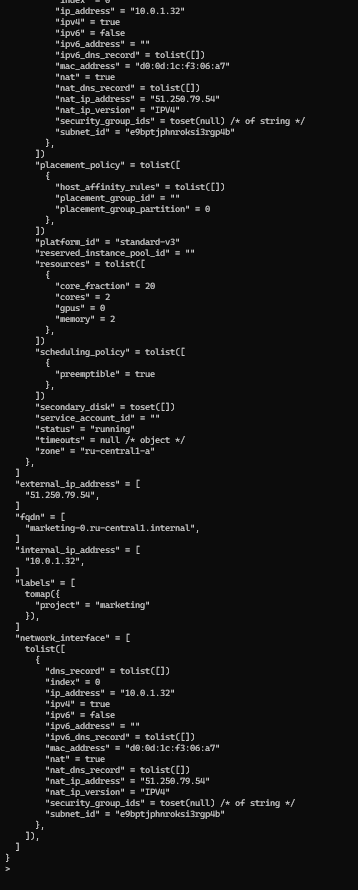 "index" = 0
"ip_address" = "10.0.1.32"
"ipv4" = true
"ipv6" = false
"ipv6_address" = ""
"ipv6_dns_record" = tolist([])
"mac_address" = "d0:0d:1c:f3:06:a7"
"nat" = true
"nat_dns_record" = tolist([])
"nat_ip_address" = "51.250.79.54"
"nat_ip_version" = "IPV4"
"security_group_ids" = toset(null) /* of string */
"subnet_id" = "e9bptjphnroksi3rgp4b"
},
])
"placement_policy" = tolist([
{
"host_affinity_rules" = tolist([])
"placement_group_id" = ""
"placement_group_partition" = 0
},
])
"platform_id" = "standard-v3"
"reserved_instance_pool_id" = ""
"resources" = tolist([
{
"core_fraction" = 20
"cores" = 2
"gpus" = 0
"memory" = 2
},
])
"scheduling_policy" = tolist([
{
"preemptible" = true
},
])
"secondary_disk" = toset([])
"service_account_id" = ""
"status" = "running"
"timeouts" = null /* object */
"zone" = "ru-central1-a"
},
]
"external_ip_address" = [
"51.250.79.54",
]
"fqdn" = [
"marketing-0.ru-central1.internal",
]
"internal_ip_address" = [
"10.0.1.32",
]
"labels" = [
tomap({
"project" = "marketing"
}),
]
"network_interface" = [
tolist([
{
"dns_record" = tolist([])
"index" = 0
"ip_address" = "10.0.1.32"
"ipv4" = true
"ipv6" = false
"ipv6_address" = ""
"ipv6_dns_record" = tolist([])
"mac_address" = "d0:0d:1c:f3:06:a7"
"nat" = true
"nat_dns_record" = tolist([])
"nat_ip_address" = "51.250.79.54"
"nat_ip_version" = "IPV4"
"security_group_ids" = toset(null) /* of string */
"subnet_id" = "e9bptjphnroksi3rgp4b"
},
]),
]
}
>